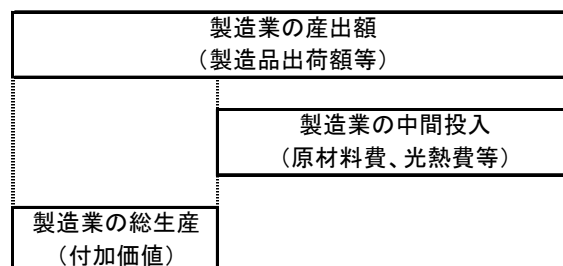 製造業の産出額
(製造品出荷額等)
製造業の中間投入
(原材料費、光熱費等)
製造業の総生産
(付加価値)